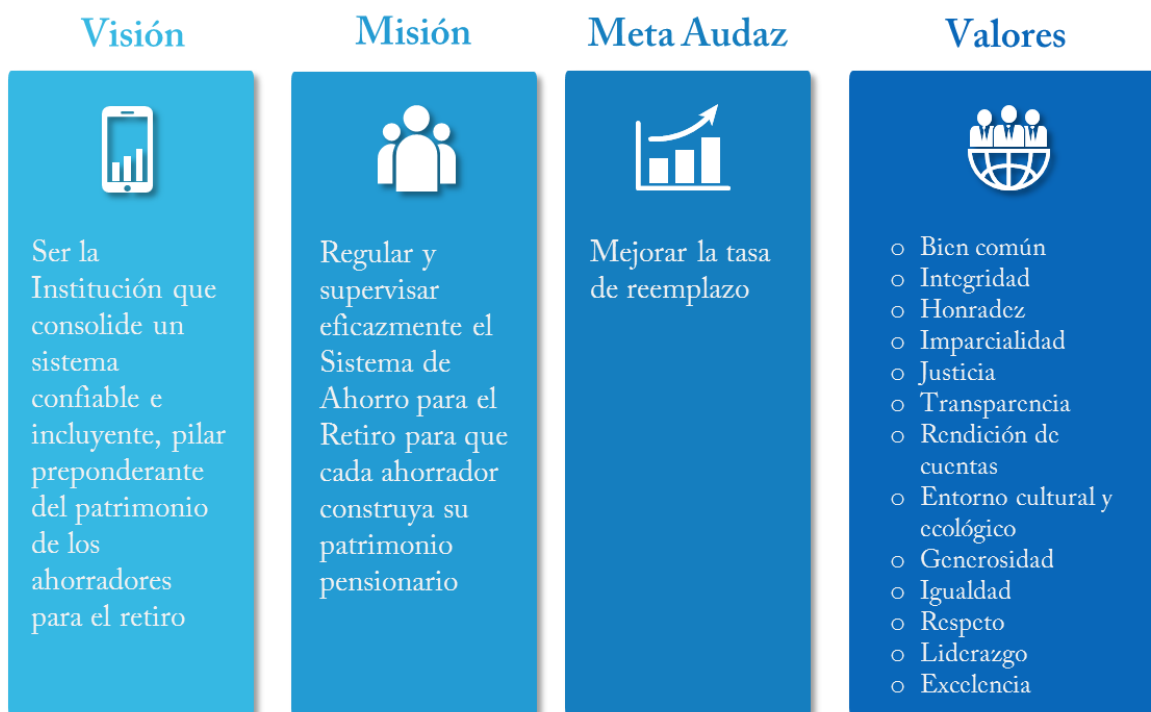 Visión
Ser la
Institución que
consolide un
sistema
confiable e
incluyente, pilar
preponderante
del patrimonio
de los
ahorradores
para el retiro
Misión
Regular y
supervisar
eficazmente el
Sistema de
Ahorro para el
Retiro para que
cada ahorrador
construya su
patrimonio
pensionario
Meta Audaz
Mejorar la tasa
de reemplazo
Valores
o Bien común
o Integridad
o Honradez
o Imparcialidad
o Justicia
o Transparencia
o Rendición de
cuentas
o Entorno cultural y
ecológico
o Generosidad
o Igualdad
o Respeto
o Liderazgo
o Excelencia